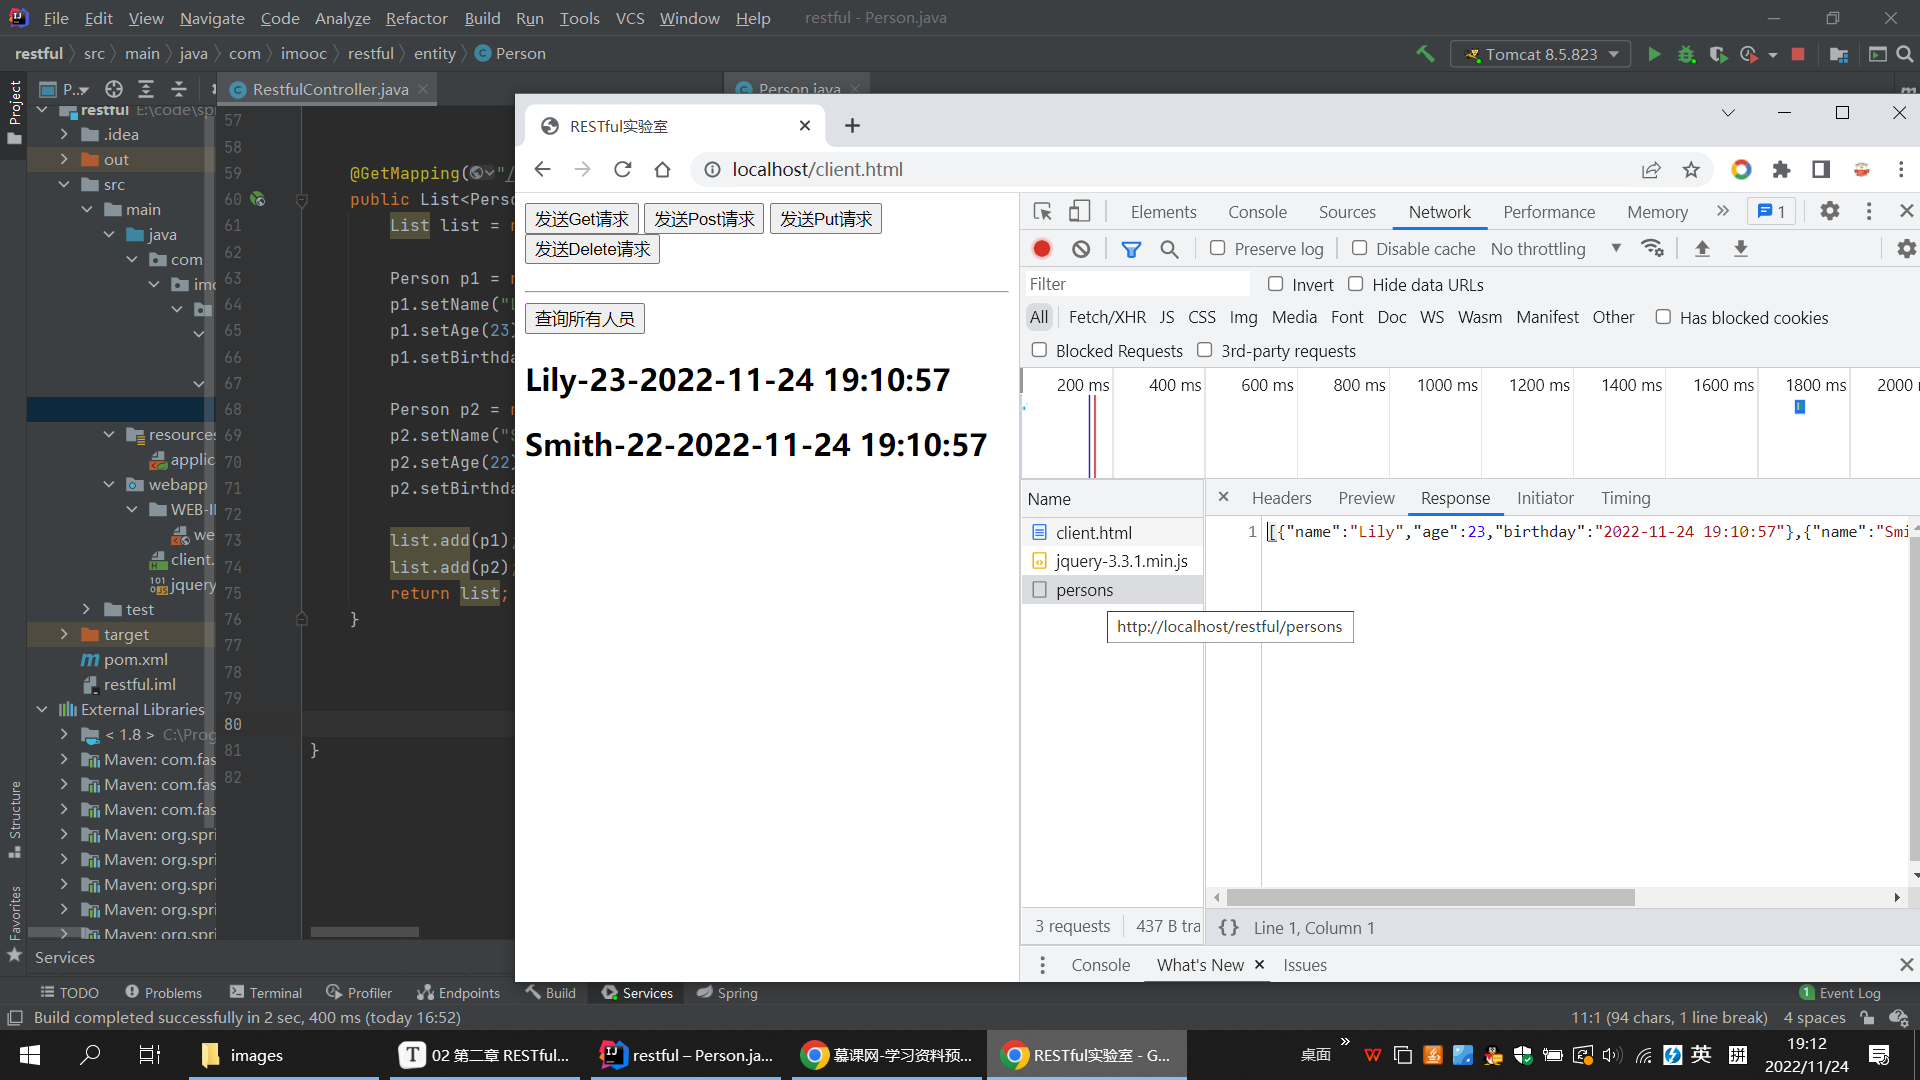 File Edit View Navigate Code Analyze Refactor Build Run Tools VCS Window Help restful - Person.java
restful src main java com imooc restful entity Person
Tomcat 8.5.823
Project
P...
RestfulController.java
Person.java
restful E:\code\sp
.idea
out
src
main
java
com
imo
resources
applic
webapp
WEB-I
we
client.
jquery
test
target
pom.xml
restful.iml
External Libraries
< 1.8 > C:\Prog
Maven: com.fas
Maven: com.fas
Maven: com.fas
Maven: org.spri
Maven: org.spri
Maven: org.spri
Maven: org.spri
Maven: org.spri
Structure
Favorites
57
58
59 @GetMapping( "/
60 public List<Perso
61 List list = n
62
63 Person p1 = n
64 p1.setName("L
65 p1.setAge(23)
66 p1.setBirthda
67
68 Person p2 = n
69 p2.setName("S
70 p2.setAge(22)
71 p2.setBirthda
72
73 list.add(p1);
74 list.add(p2);
75 return list;
76 }
77
78
79
80
81 }
82
RESTful实验室
localhost/client.html
发送Get请求 发送Post请求 发送Put请求
发送Delete请求
查询所有人员
Lily-23-2022-11-24 19:10:57
Smith-22-2022-11-24 19:10:57
Elements Console Sources Network Performance Memory 1
Preserve log Disable cache No throttling
Filter Invert Hide data URLs
All Fetch/XHR JS CSS Img Media Font Doc WS Wasm Manifest Other Has blocked cookies
Blocked Requests 3rd-party requests
200 ms 400 ms 600 ms 800 ms 1000 ms 1200 ms 1400 ms 1600 ms 1800 ms 2000
Name
client.html
jquery-3.3.1.min.js
persons
Headers Preview Response Initiator Timing
1 [{"name":"Lily","age":23,"birthday":"2022-11-24 19:10:57"},{"name":"Smi
http://localhost/restful/persons
3 requests 437 B tra
{} Line 1, Column 1
Console What's New Issues
Services
TODO Problems Terminal Profiler Endpoints Build Services Spring 1 Event Log
Build completed successfully in 2 sec, 400 ms (today 16:52) 11:1 (94 chars, 1 line break) 4 spaces
images
02 第二章 RESTful...
restful – Person.ja...
慕课网-学习资料预...
RESTful实验室 - G...
桌面
英
拼
19:12
2022/11/24